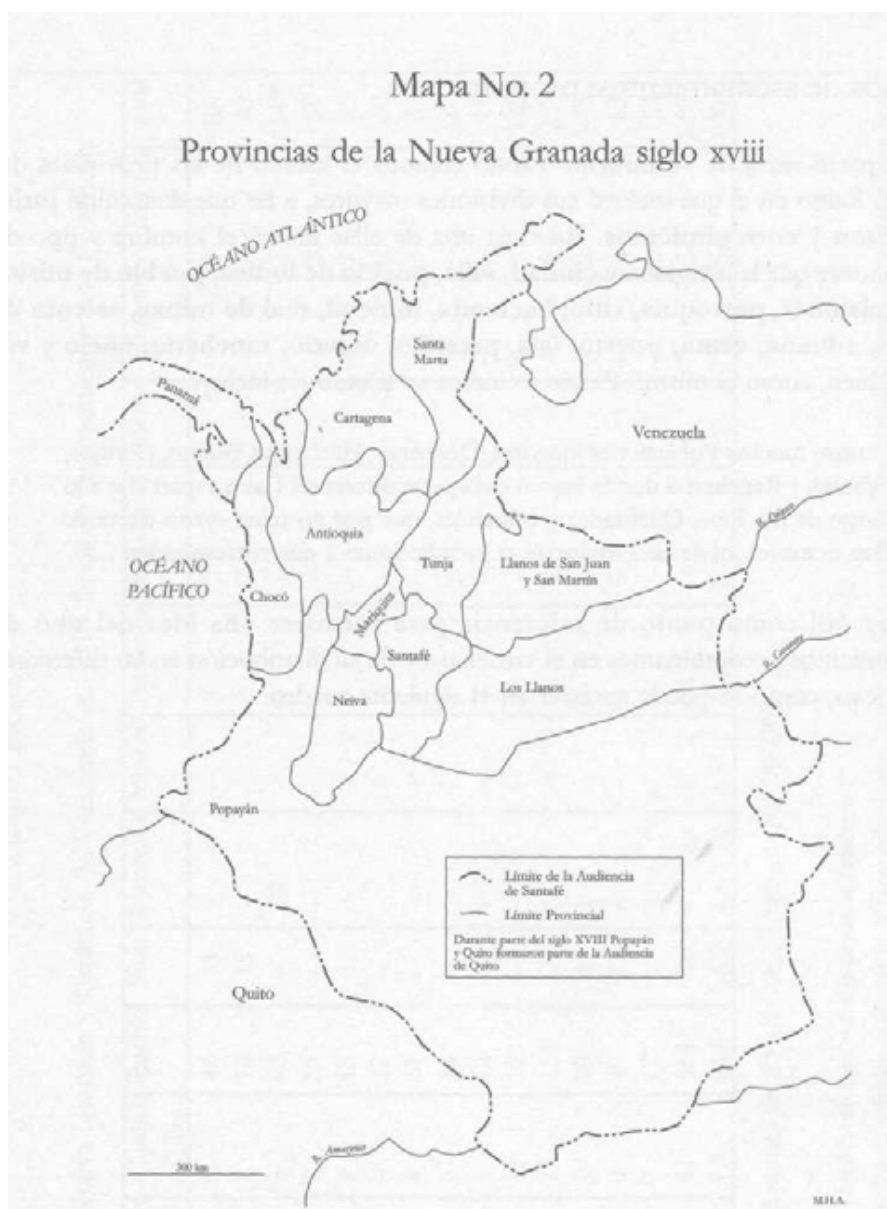 Mapa No. 2
Provincias de la Nueva Granada siglo xviii
OCÉANO ATLÁNTICO
Santa
Marta
Panamá
Cartagena
Venezuela
Antioquia
OCÉANO
PACÍFICO
Chocó
Tunja
Llanos de San Juan
y San Martín
Mariquita
Santafé
Neiva
Los Llanos
Popayán
Límite de la Audiencia
de Santafé
Límite Provincial
Durante parte del siglo XVIII Popayán
y Quito formaron parte de la Audiencia
de Quito
Quito
R. Amazonas
300 km
M.H.A.